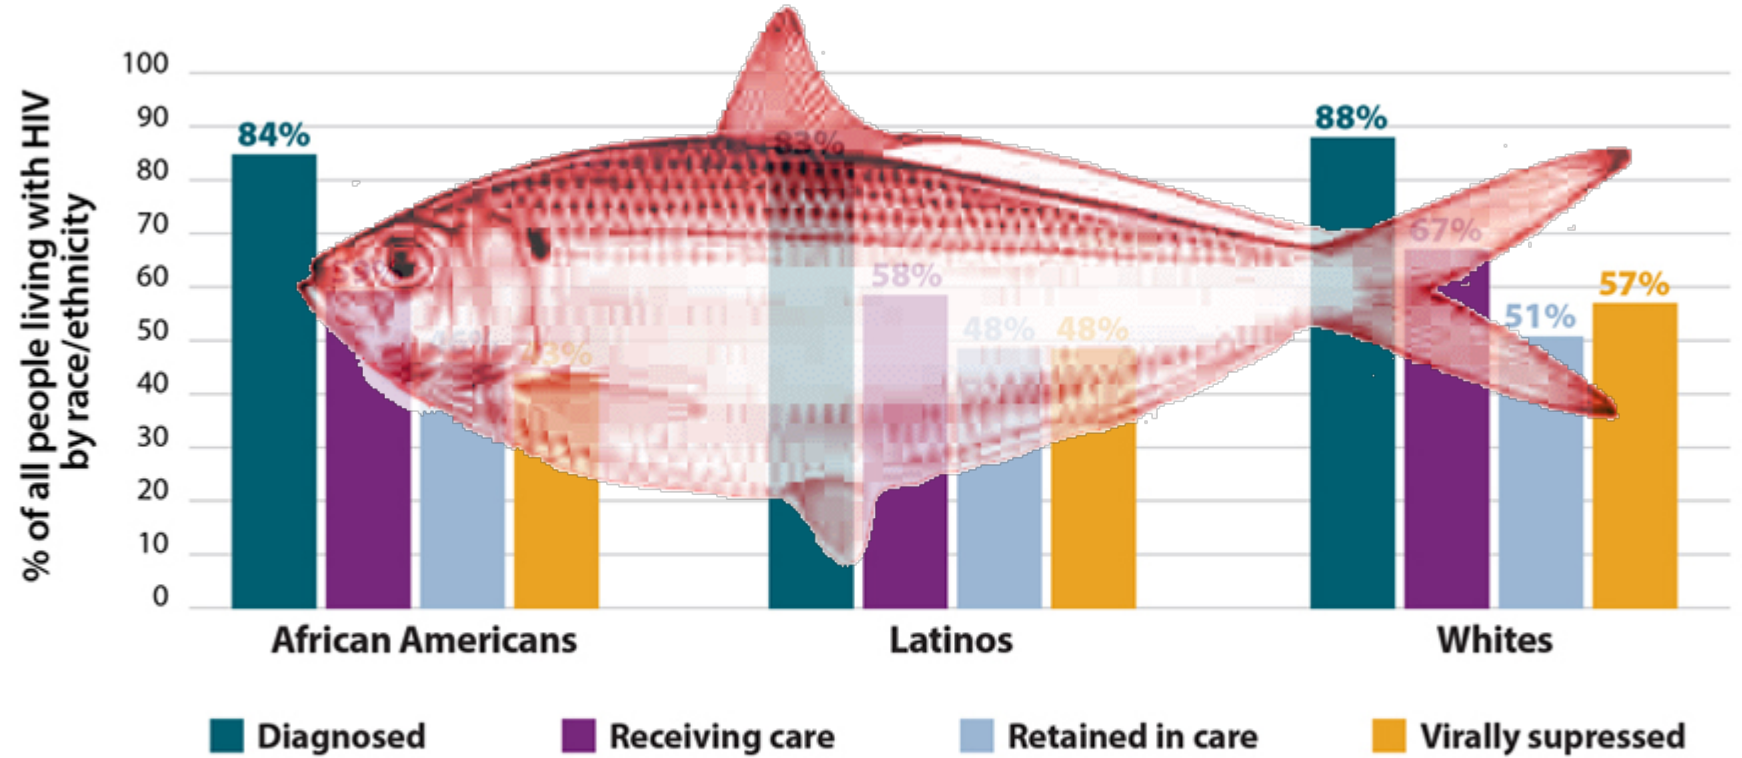 % of all people living with HIV
by race/ethnicity
100
90
80
70
60
50
40
30
20
10
0
84% 43%
83% 58% 48% 48%
88% 67% 51% 57%
African Americans Latinos Whites
Diagnosed Receiving care Retained in care Virally supressed